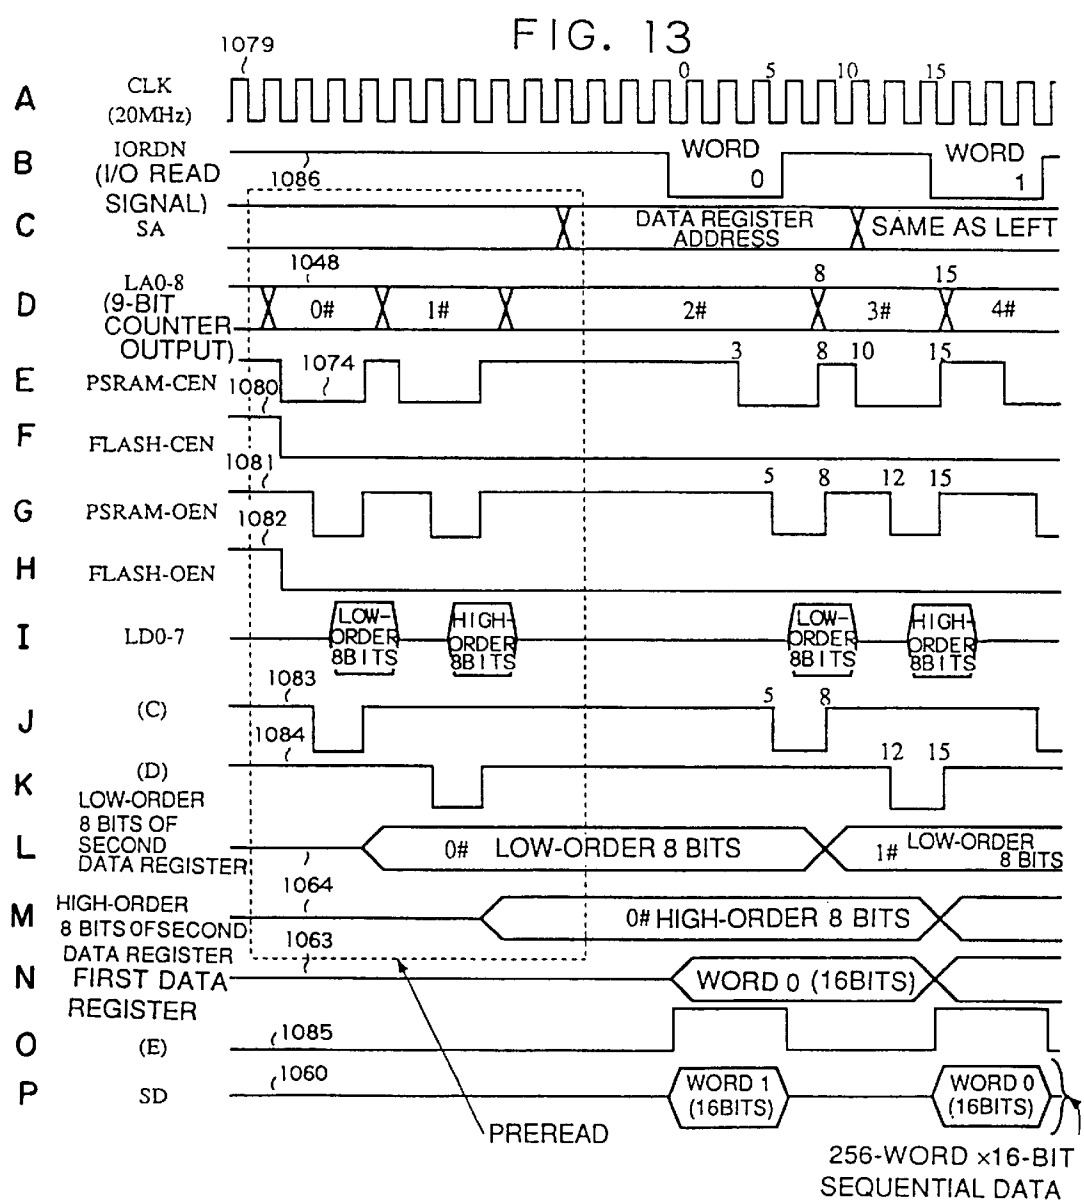 FIG. 13
1079
0 5 10 15
A CLK
(20MHz)
B IORDN
(I/O READ
SIGNAL)
1086
WORD
0
WORD
1
C SA
DATA REGISTER
ADDRESS
SAME AS LEFT
1048
8 15
D LA0-8
(9-BIT
COUNTER
OUTPUT)
0# 1# 2# 3# 4#
1074
3 8 10 15
E PSRAM-CEN
1080
F FLASH-CEN
1081
5 8 12 15
G PSRAM-OEN
1082
H FLASH-OEN
I LD0-7
LOW-
ORDER
8BITS
HIGH-
ORDER
8BITS
LOW-
ORDER
8BITS
HIGH-
ORDER
8BITS
1083
5 8
J (C)
1084
12 15
K (D)
L LOW-ORDER
8 BITS OF
SECOND
DATA REGISTER
0# LOW-ORDER 8 BITS
1# LOW-ORDER
8 BITS
1064
M HIGH-ORDER
8 BITS OF SECOND
DATA REGISTER
0# HIGH-ORDER 8 BITS
1063
N FIRST DATA
REGISTER
WORD 0 (16BITS)
O (E)
1085
P SD
1060
WORD 1
(16BITS)
WORD 0
(16BITS)
PREREAD
256-WORD ×16-BIT
SEQUENTIAL DATA